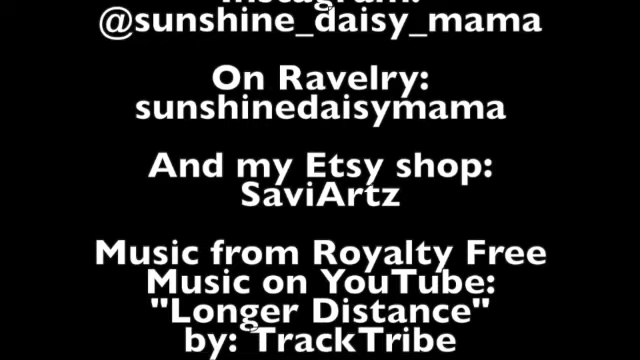 Instagram:
@sunshine_daisy_mama
On Ravelry:
sunshinedaisymama
And my Etsy shop:
SaviArtz
Music from Royalty Free
Music on YouTube:
"Longer Distance"
by: TrackTribe